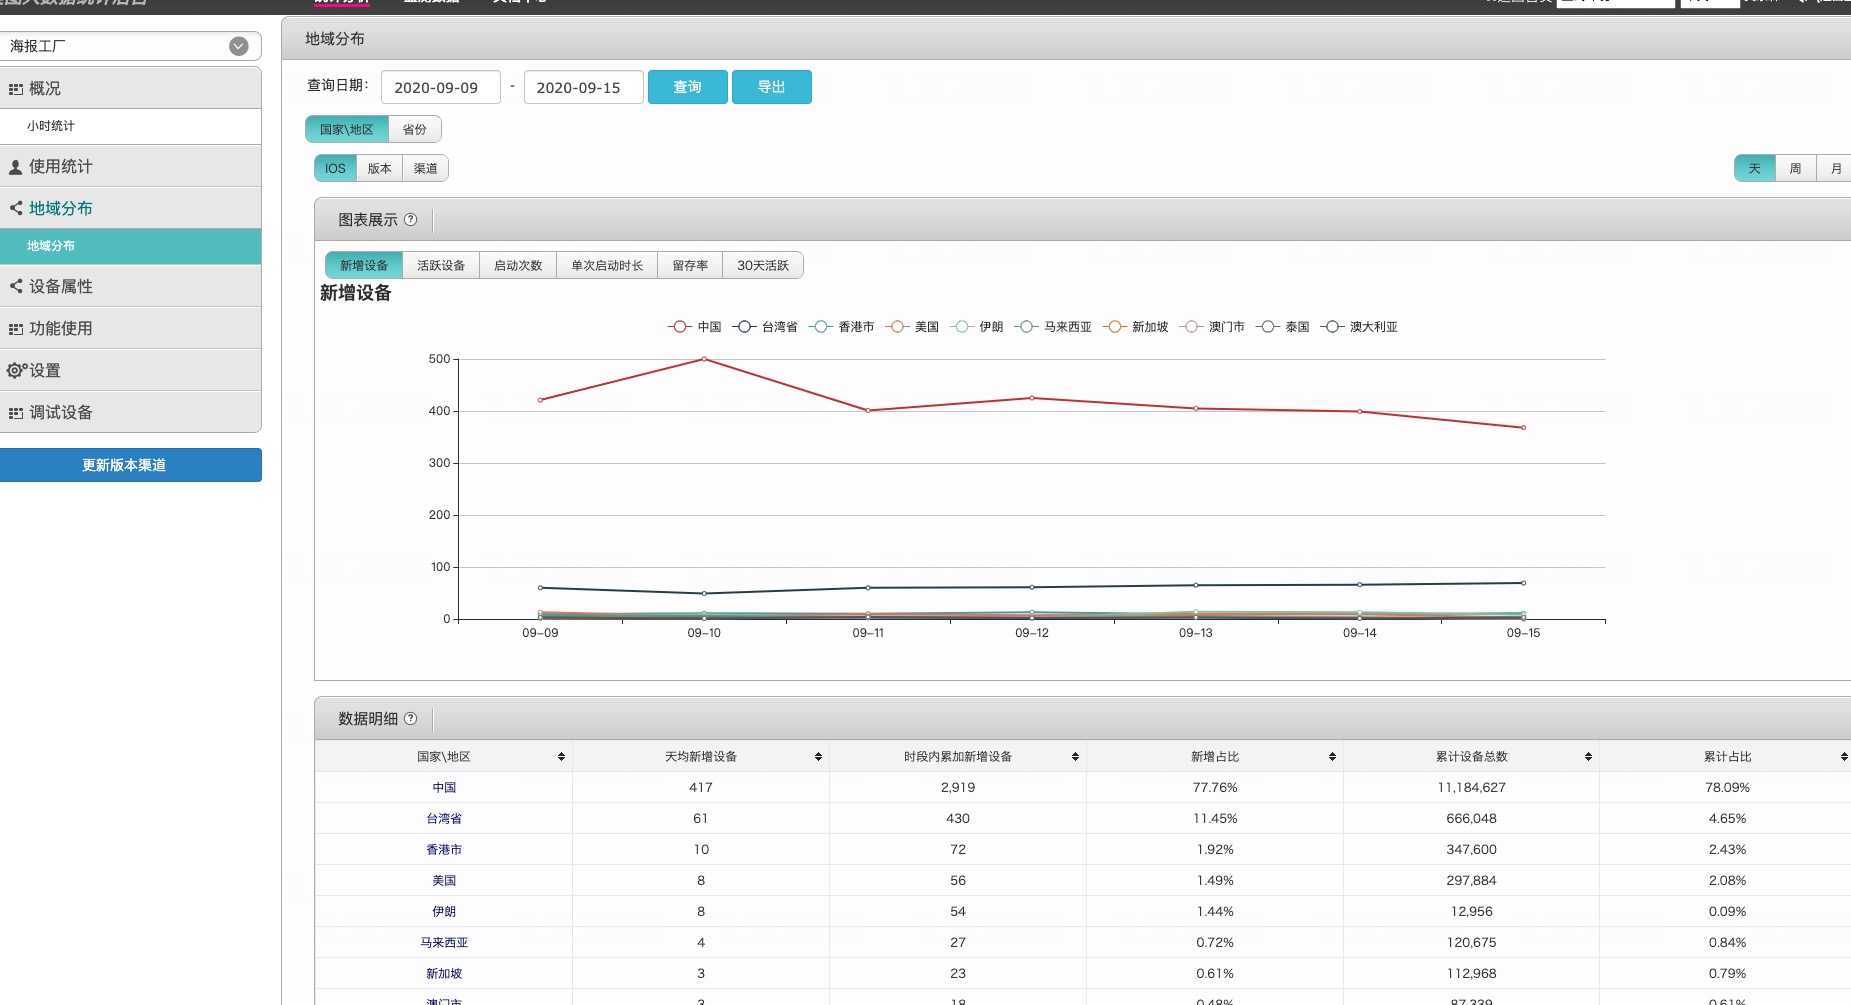 海报工厂
概况
小时统计
使用统计
地域分布
地域分布
设备属性
功能使用
设置
调试设备
更新版本渠道
地域分布
查询日期： 2020-09-09 - 2020-09-15 查询 导出
国家\地区 省份
IOS 版本 渠道 天 周 月
图表展示 ?
新增设备 活跃设备 启动次数 单次启动时长 留存率 30天活跃
新增设备
中国 台湾省 香港市 美国 伊朗 马来西亚 新加坡 澳门市 泰国 澳大利亚
500
400
300
200
100
0
09-09 09-10 09-11 09-12 09-13 09-14 09-15
数据明细 ?
国家\地区 天均新增设备 时段内累加新增设备 新增占比 累计设备总数 累计占比
中国 417 2,919 77.76% 11,184,627 78.09%
台湾省 61 430 11.45% 666,048 4.65%
香港市 10 72 1.92% 347,600 2.43%
美国 8 56 1.49% 297,884 2.08%
伊朗 8 54 1.44% 12,956 0.09%
马来西亚 4 27 0.72% 120,675 0.84%
新加坡 3 23 0.61% 112,968 0.79%
澳门市 3 18 0.48% 87,339 0.61%